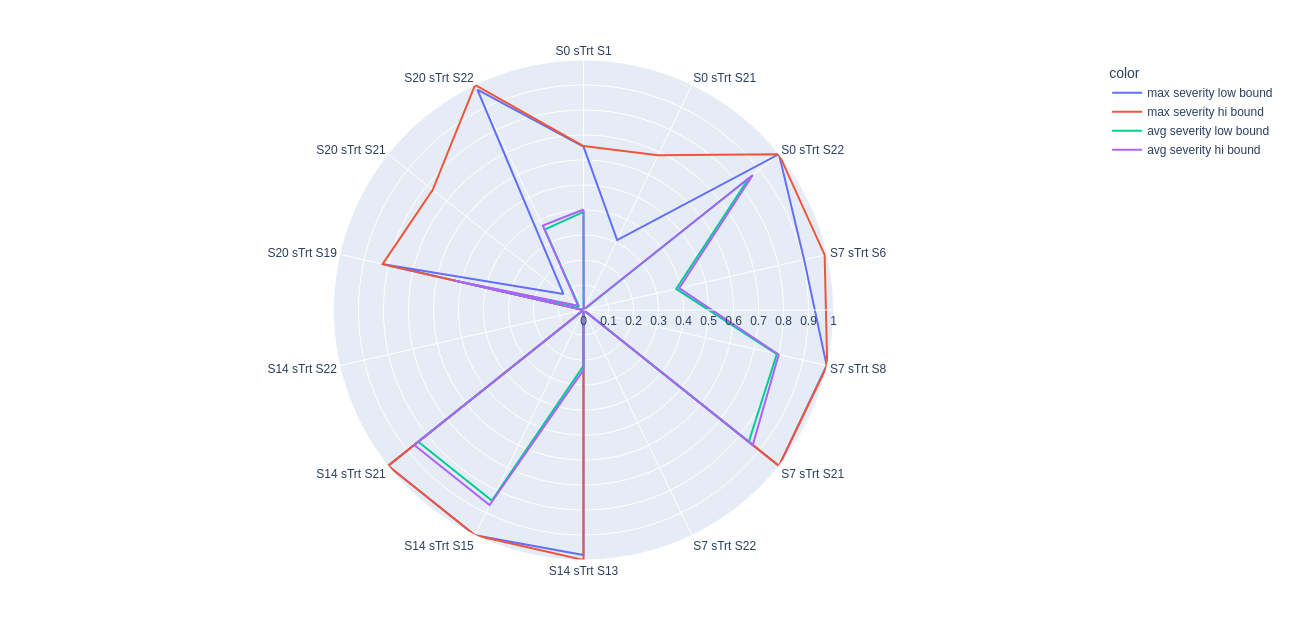 S0 sTrt S1
S20 sTrt S22
S0 sTrt S21
color
max severity low bound
max severity hi bound
avg severity low bound
avg severity hi bound
S20 sTrt S21
S0 sTrt S22
S20 sTrt S19
S7 sTrt S6
0 0.1 0.2 0.3 0.4 0.5 0.6 0.7 0.8 0.9 1
S14 sTrt S22
S7 sTrt S8
S14 sTrt S21
S7 sTrt S21
S14 sTrt S15
S7 sTrt S22
S14 sTrt S13